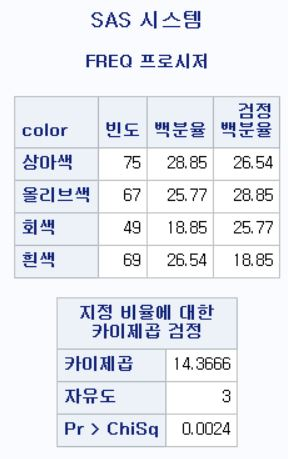 SAS 시스템
FREQ 프로시저
color 빈도 백분율 검정 백분율
상아색 75 28.85 26.54
올리브색 67 25.77 28.85
회색 49 18.85 25.77
흰색 69 26.54 18.85
지정 비율에 대한
카이제곱 검정
카이제곱 14.3666
자유도 3
Pr > ChiSq 0.0024